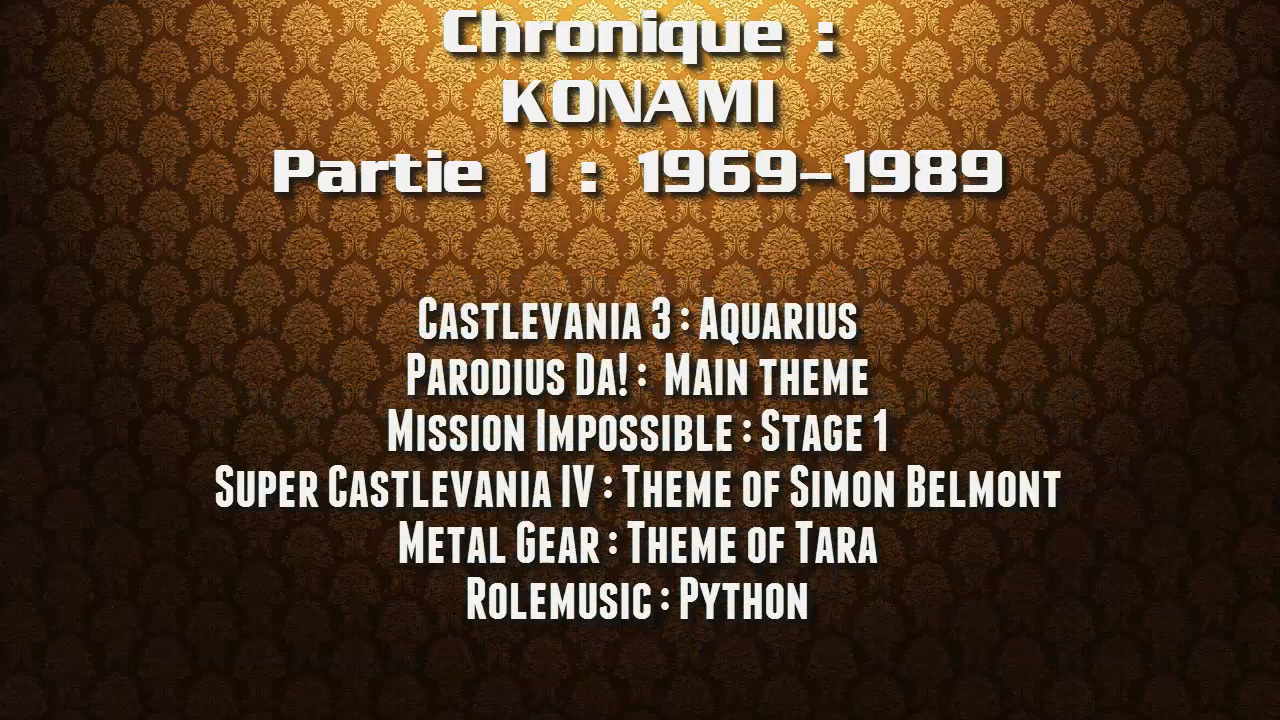 Chronique :
KONAMI
Partie 1 : 1969-1989
Castlevania 3 : Aquarius
Parodius Da! : Main theme
Mission Impossible : Stage 1
Super Castlevania IV : Theme of Simon Belmont
Metal Gear : Theme of Tara
Rolemusic : Python